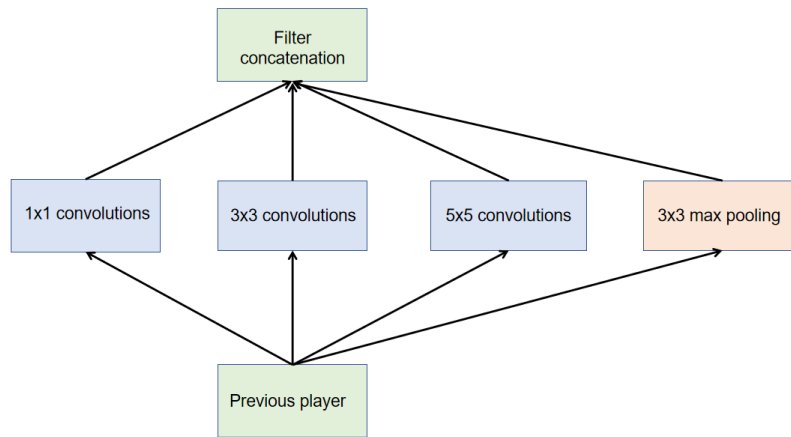 Filter
concatenation
1x1 convolutions
3x3 convolutions
5x5 convolutions
3x3 max pooling
Previous player